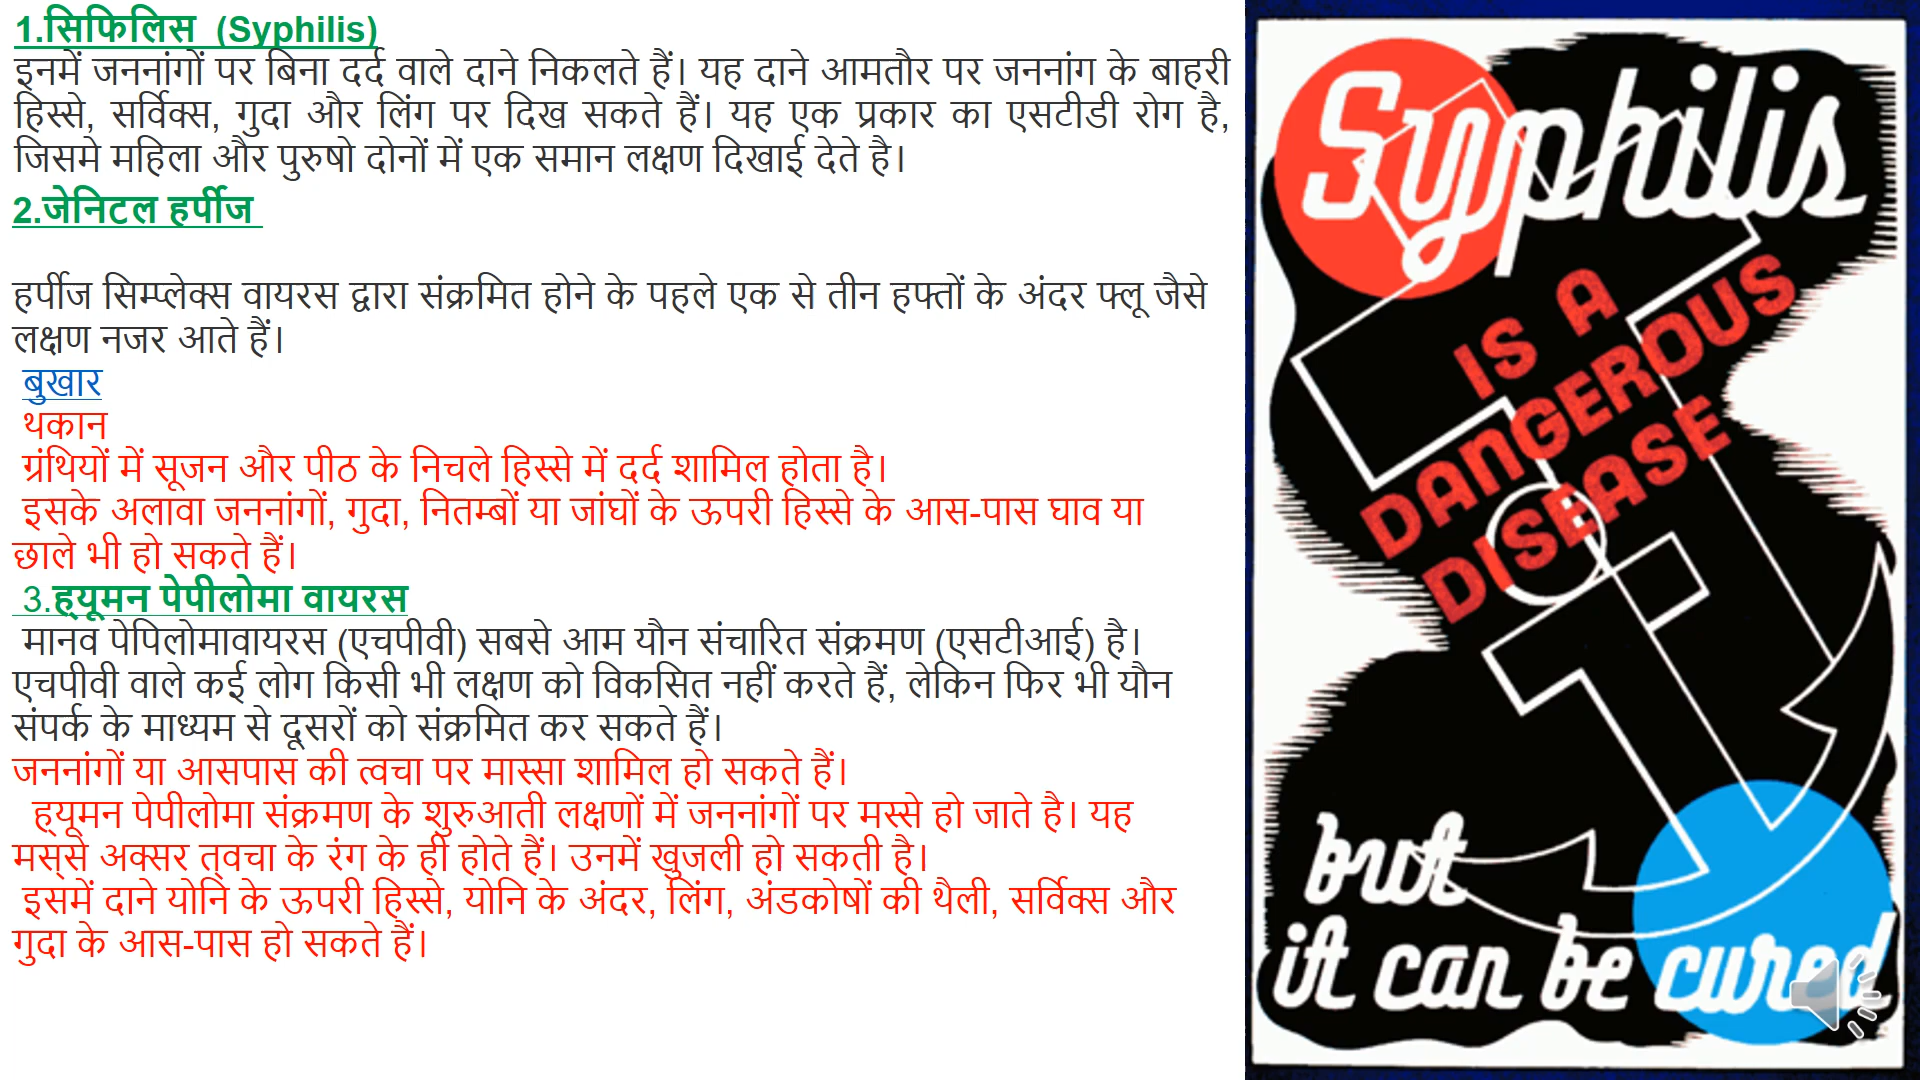 1.सिफिलिस (Syphilis)
इनमें जननांगों पर बिना दर्द वाले दाने निकलते हैं। यह दाने आमतौर पर जननांग के बाहरी
हिस्से, सर्विक्स, गुदा और लिंग पर दिख सकते हैं। यह एक प्रकार का एसटीडी रोग है,
जिसमे महिला और पुरुषो दोनों में एक समान लक्षण दिखाई देते है।
2.जेनिटल हर्पीज
हर्पीज सिम्प्लेक्स वायरस द्वारा संक्रमित होने के पहले एक से तीन हफ्तों के अंदर फ्लू जैसे
लक्षण नजर आते हैं।
बुखार
थकान
ग्रंथियों में सूजन और पीठ के निचले हिस्से में दर्द शामिल होता है।
इसके अलावा जननांगों, गुदा, नितम्बों या जांघों के ऊपरी हिस्से के आस-पास घाव या
छाले भी हो सकते हैं।
3.ह्यूमन पेपीलोमा वायरस
मानव पेपिलोमावायरस (एचपीवी) सबसे आम यौन संचारित संक्रमण (एसटीआई) है।
एचपीवी वाले कई लोग किसी भी लक्षण को विकसित नहीं करते हैं, लेकिन फिर भी यौन
संपर्क के माध्यम से दूसरों को संक्रमित कर सकते हैं।
जननांगों या आसपास की त्वचा पर मास्सा शामिल हो सकते हैं।
ह्यूमन पेपीलोमा संक्रमण के शुरुआती लक्षणों में जननांगों पर मस्से हो जाते है। यह
मस्से अक्सर त्वचा के रंग के ही होते हैं। उनमें खुजली हो सकती है।
इसमें दाने योनि के ऊपरी हिस्से, योनि के अंदर, लिंग, अंडकोषों की थैली, सर्विक्स और
गुदा के आस-पास हो सकते हैं।
Syphilis
IS A
DANGEROUS
DISEASE
but
it can be cured